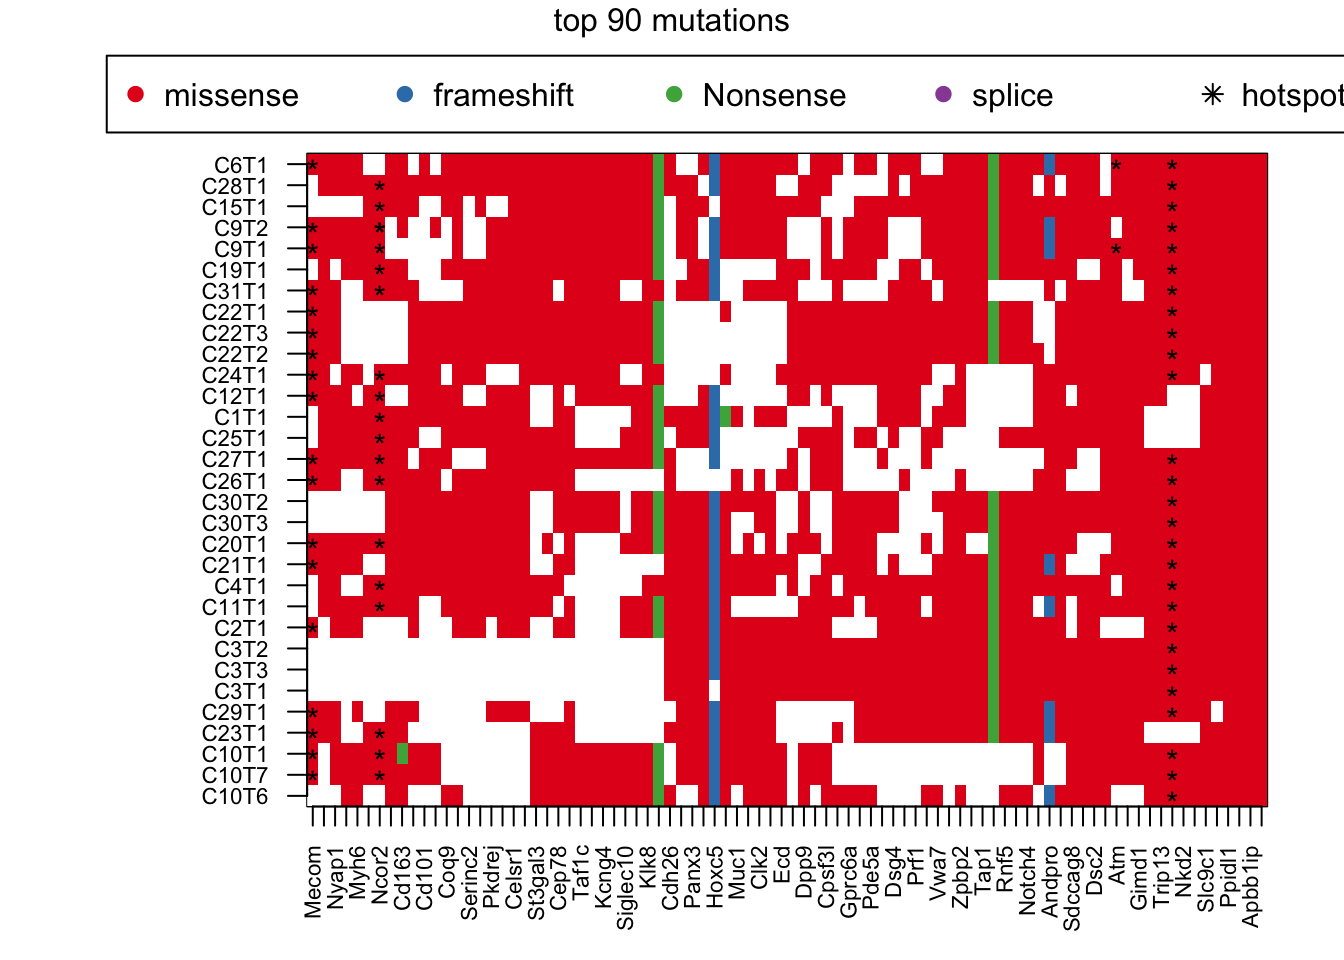 top 90 mutations
missense frameshift Nonsense splice hotspot
C6T1
C28T1
C15T1
C9T2
C9T1
C19T1
C31T1
C22T1
C22T3
C22T2
C24T1
C12T1
C1T1
C25T1
C27T1
C26T1
C30T2
C30T3
C20T1
C21T1
C4T1
C11T1
C2T1
C3T2
C3T3
C3T1
C29T1
C23T1
C10T1
C10T7
C10T6
Mecom
Nyap1
Myh6
Ncor2
Cd163
Cd101
Coq9
Serinc2
Pkdrej
Celsr1
St3gal3
Cep78
Taf1c
Kcng4
Siglec10
Klk8
Cdh26
Panx3
Hoxc5
Muc1
Clk2
Ecd
Dpp9
Cpsf3l
Gprc6a
Pde5a
Dsg4
Prf1
Vwa7
Zpbp2
Tap1
Rnf5
Notch4
Andpro
Sdccag8
Dsc2
Atm
Gimd1
Trip13
Nkd2
Slc9c1
Ppidl1
Apbb1ip